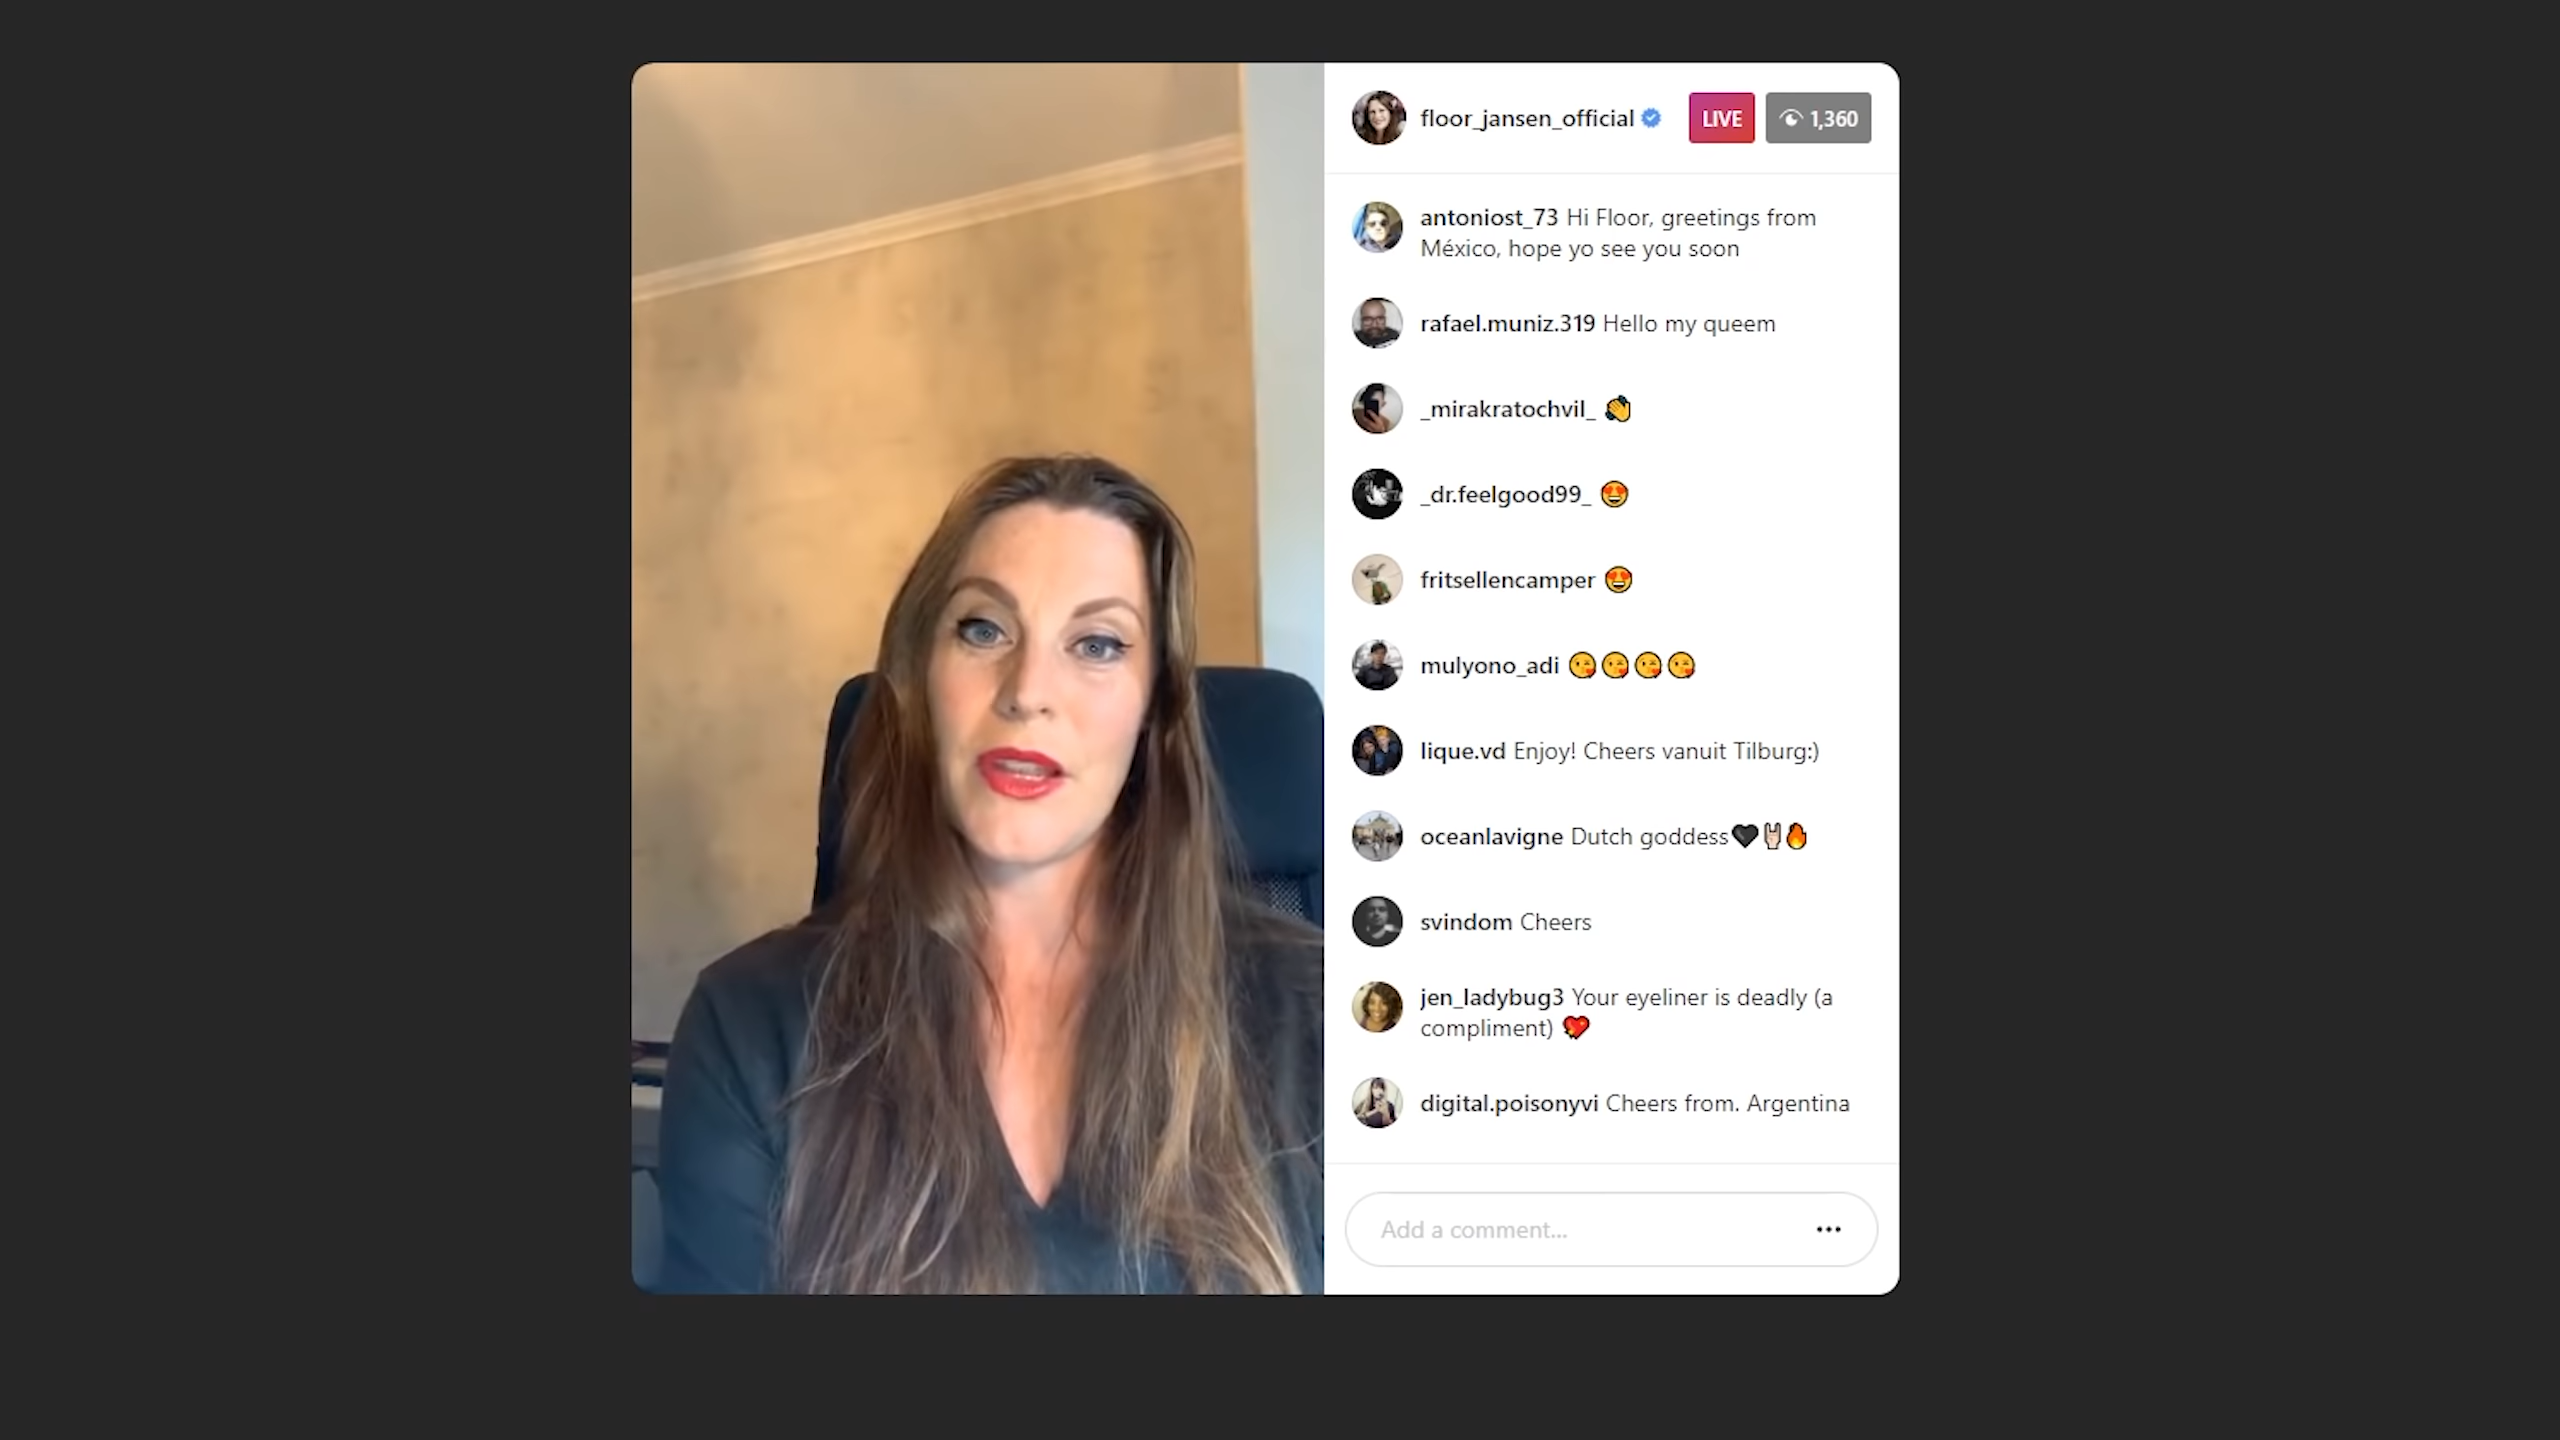 floor_jansen_official LIVE 1,360
antoniost_73 Hi Floor, greetings from
México, hope yo see you soon
rafael.muniz.319 Hello my queem
_mirakratochvil_ 👏
_dr.feelgood99_ 😍
fritsellencamper 😍
mulyono_adi 😘😘😘😘
lique.vd Enjoy! Cheers vanuit Tilburg:)
oceanlavigne Dutch goddess🖤🤘🏻🔥
svindom Cheers
jen_ladybug3 Your eyeliner is deadly (a
compliment) 💖
digital.poisonyvi Cheers from. Argentina
Add a comment...